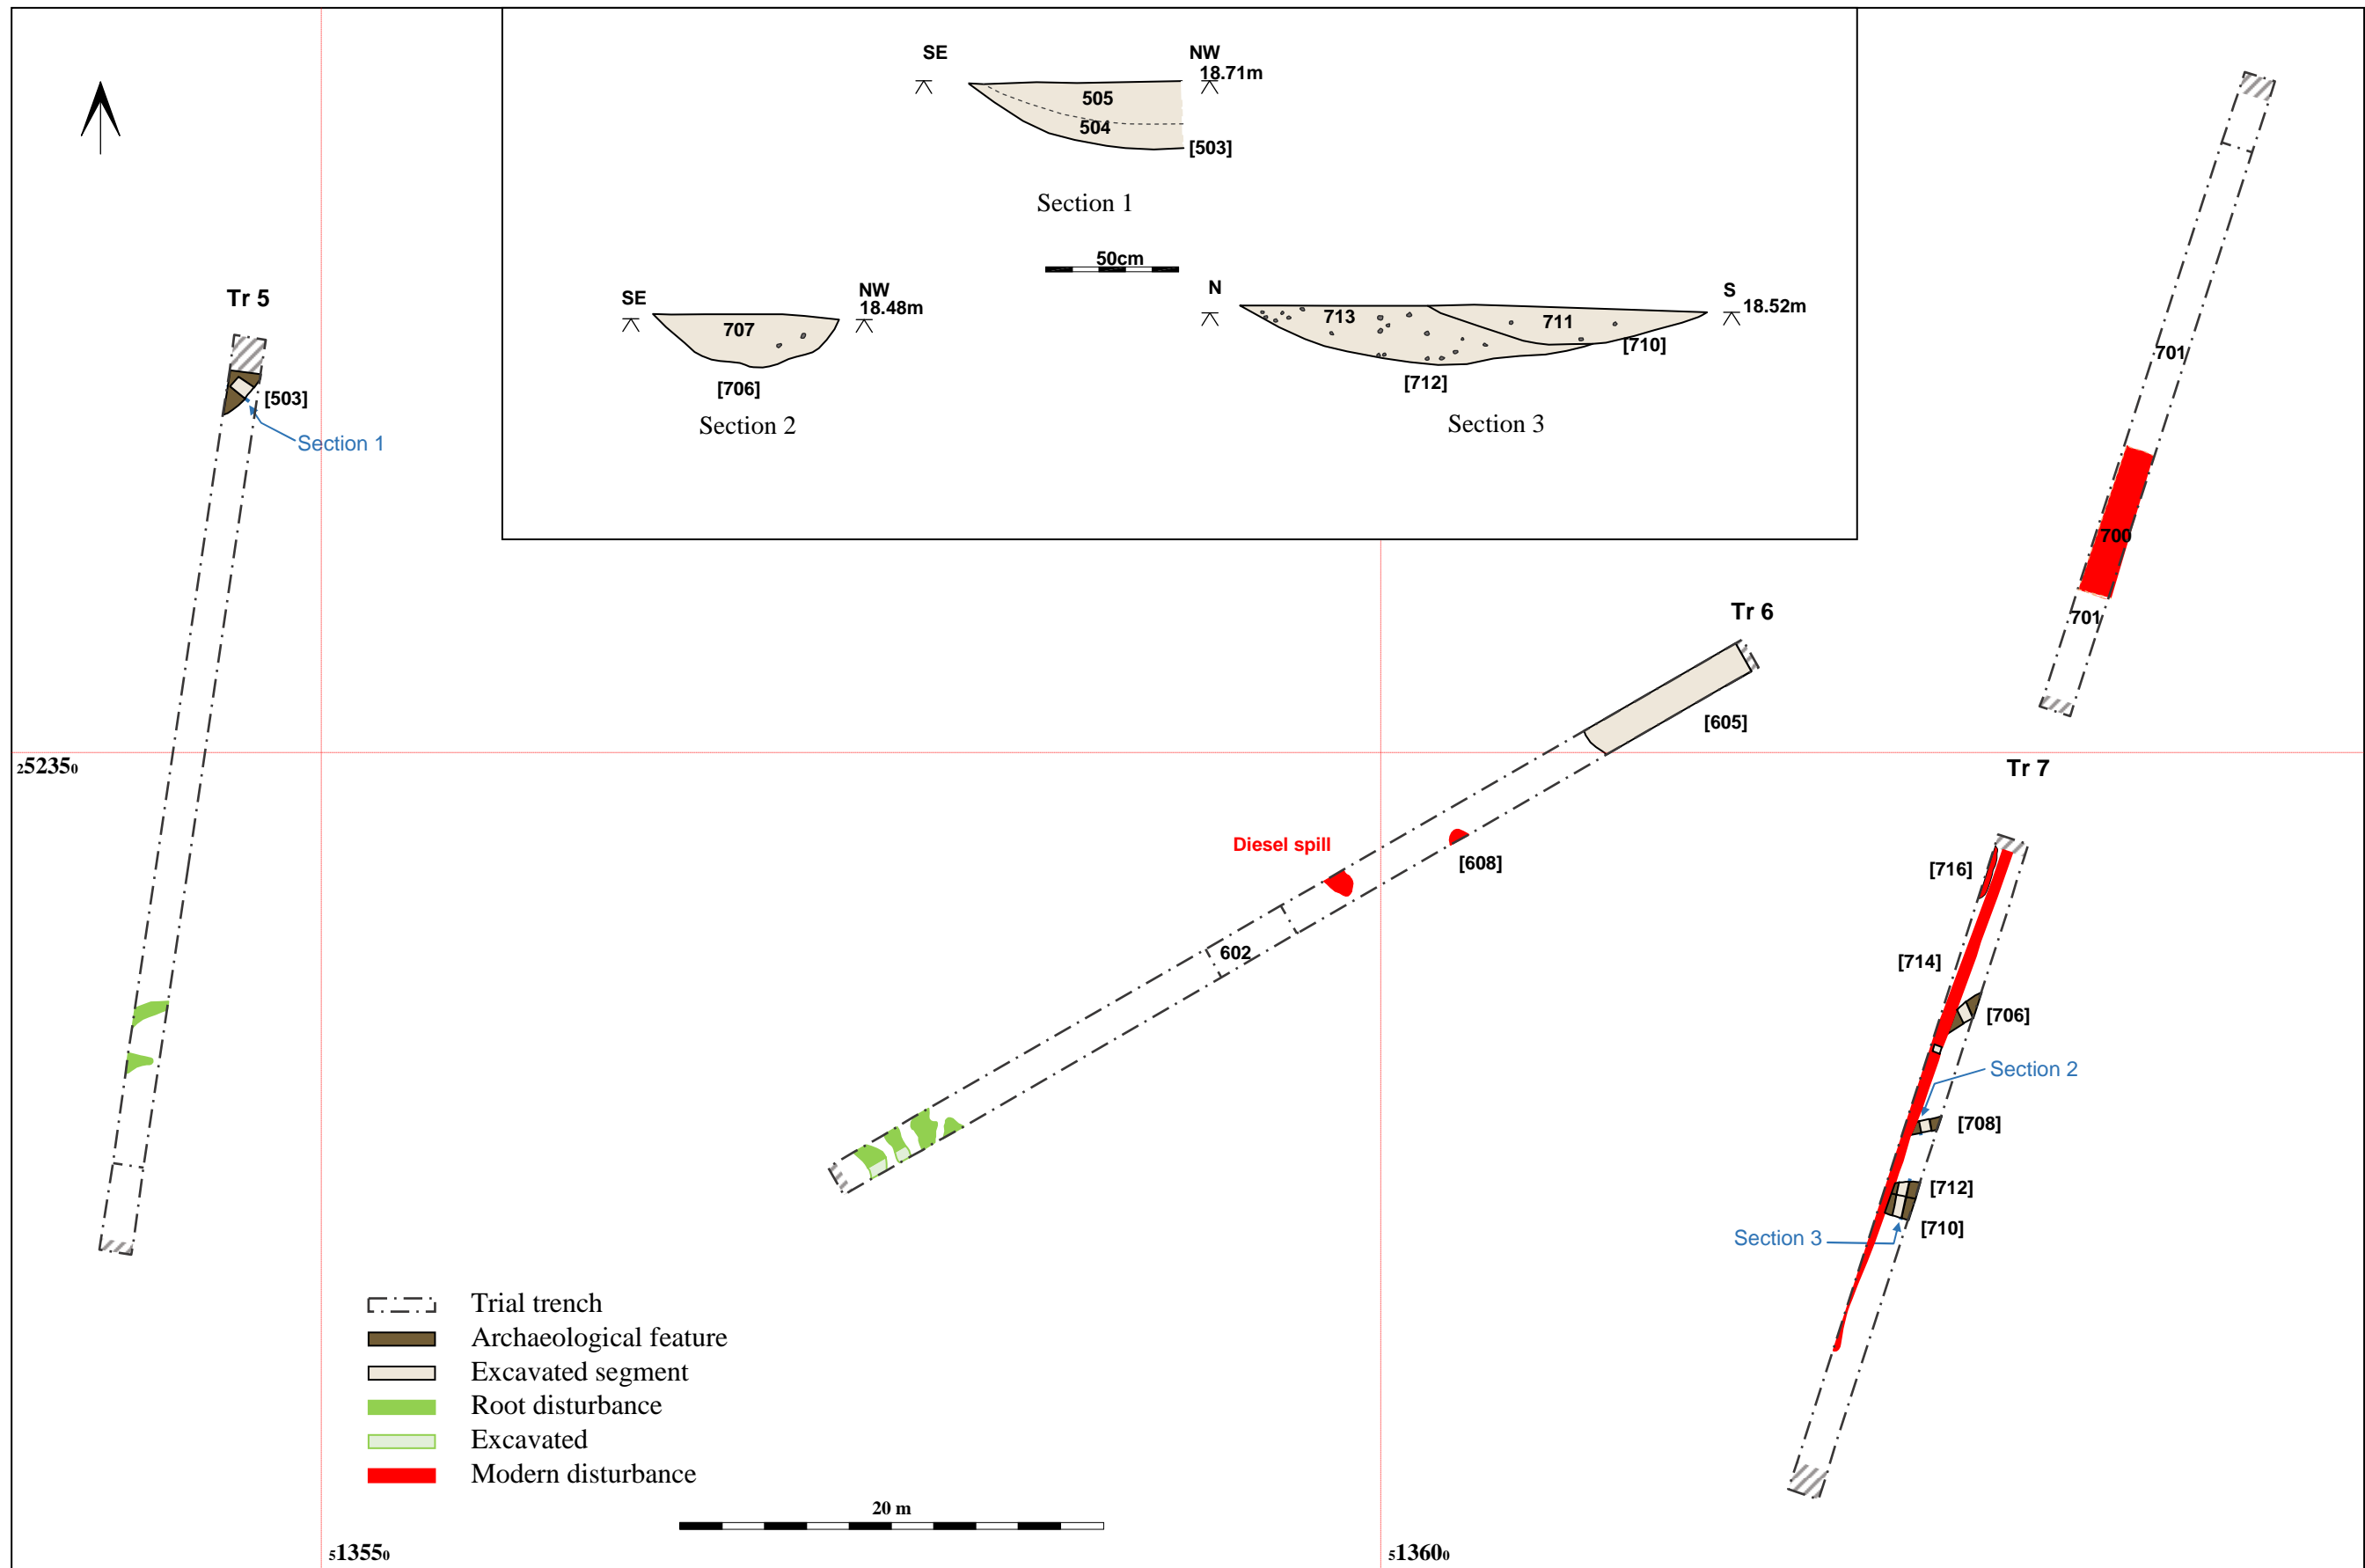 SE
NW
18.71m
505
504
[503]
Section 1
50cm
SE
NW
18.48m
707
[706]
Section 2
N
S
18.52m
713
711
[710]
[712]
Section 3
Tr 5
[503]
Section 1
701
700
701
Tr 6
[605]
252350
Tr 7
Diesel spill
[608]
602
[716]
[714]
[706]
Section 2
[708]
[712]
[710]
Section 3
Trial trench
Archaeological feature
Excavated segment
Root disturbance
Excavated
Modern disturbance
20 m
513550
513600